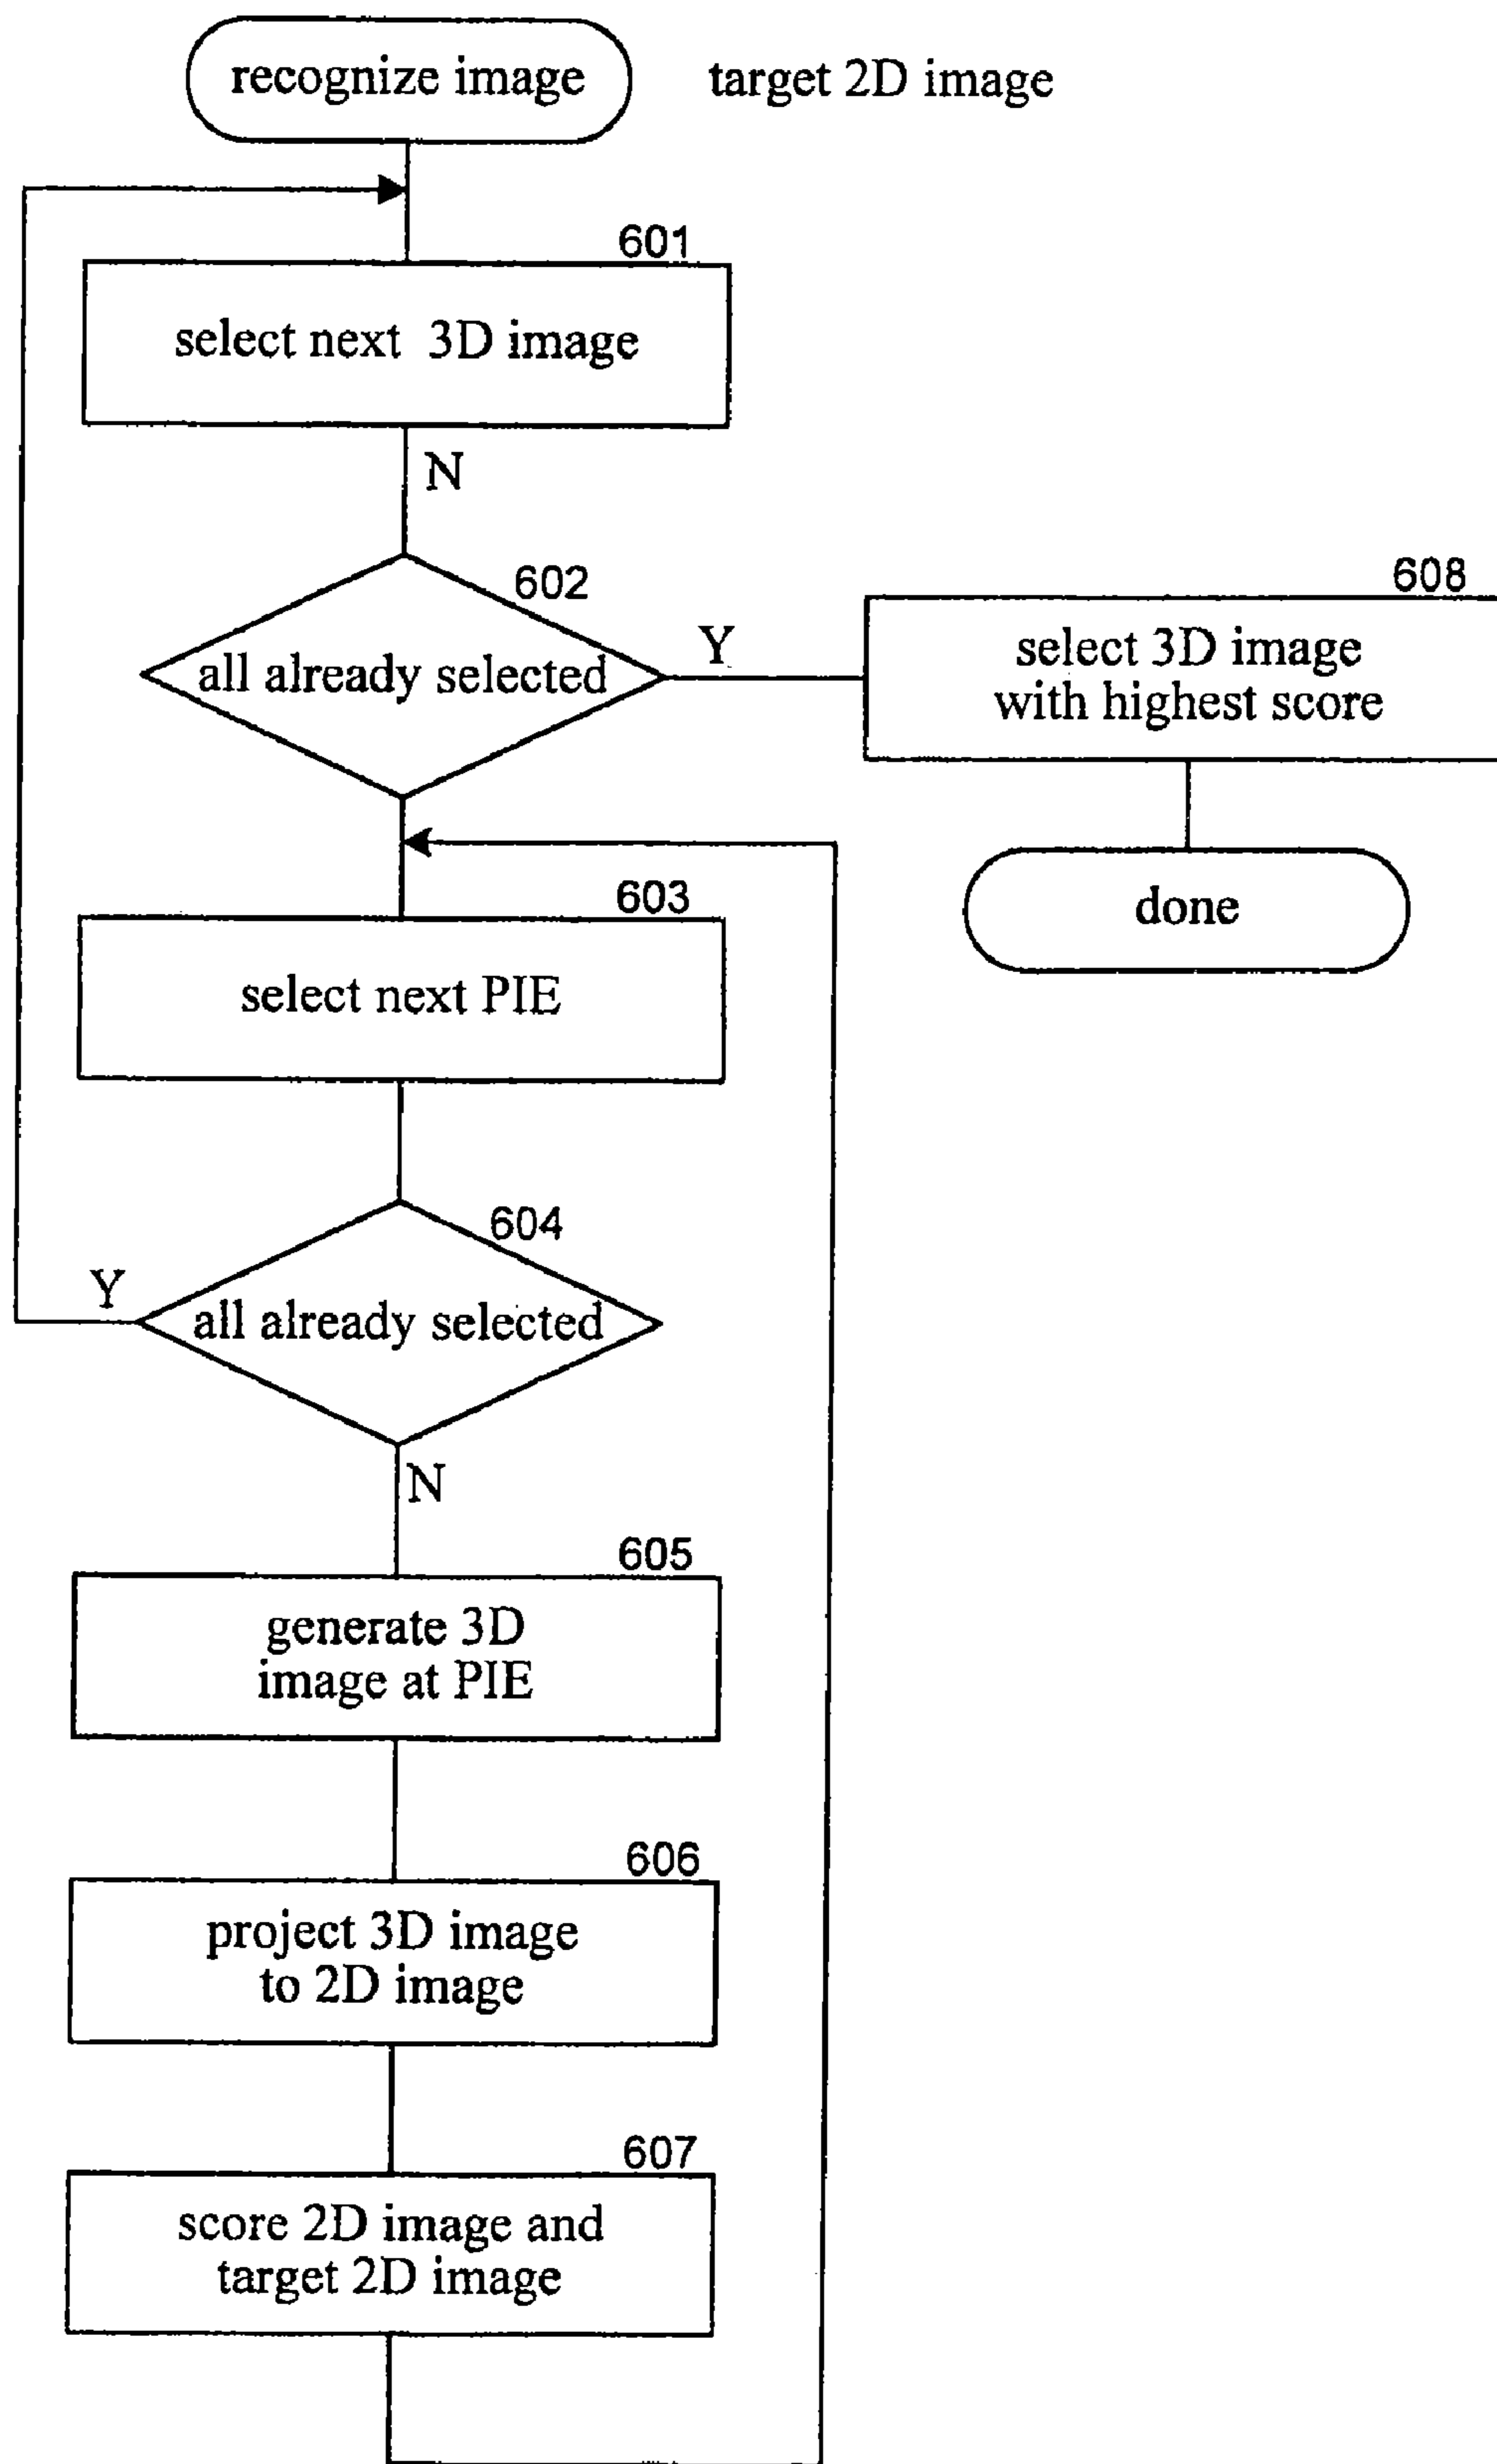 recognize image
target 2D image
601
select next 3D image
N
602
all already selected
Y
608
select 3D image
with highest score
done
603
select next PIE
604
all already selected
Y
N
605
generate 3D
image at PIE
606
project 3D image
to 2D image
607
score 2D image and
target 2D image